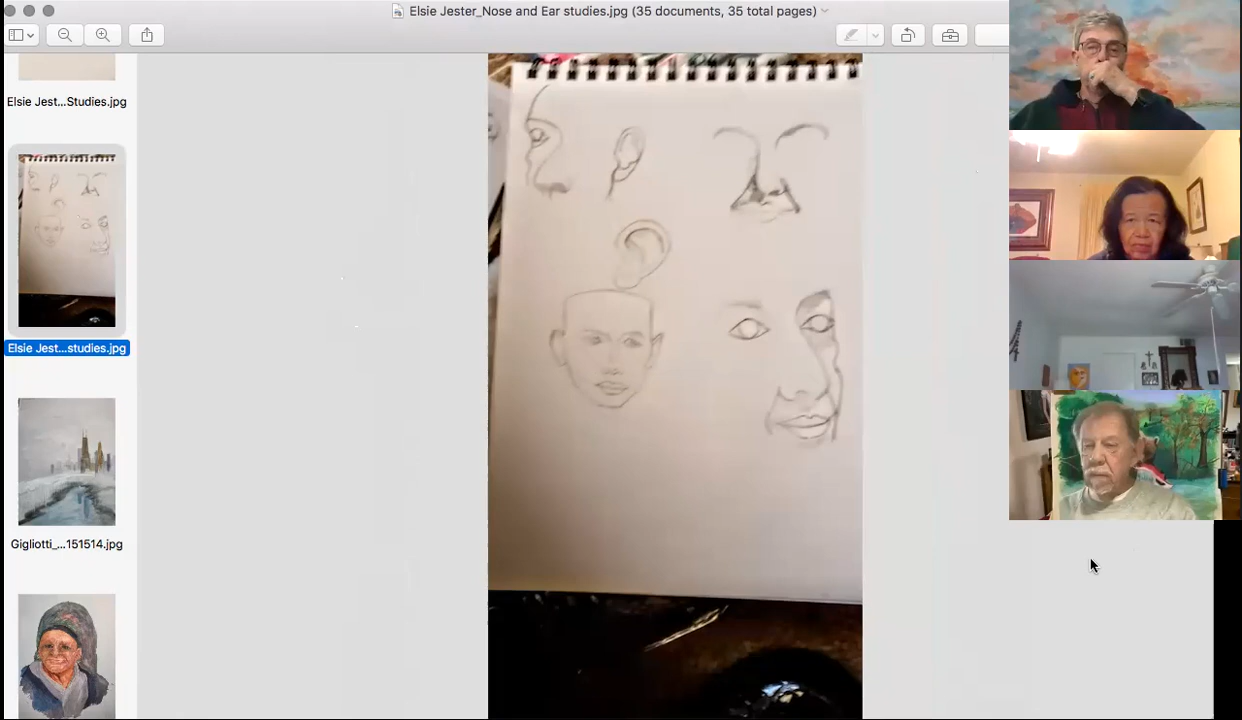 Elsie Jester_Nose and Ear studies.jpg (35 documents, 35 total pages)
Elsie Jest...Studies.jpg
Elsie Jest...studies.jpg
Gigliotti_...151514.jpg